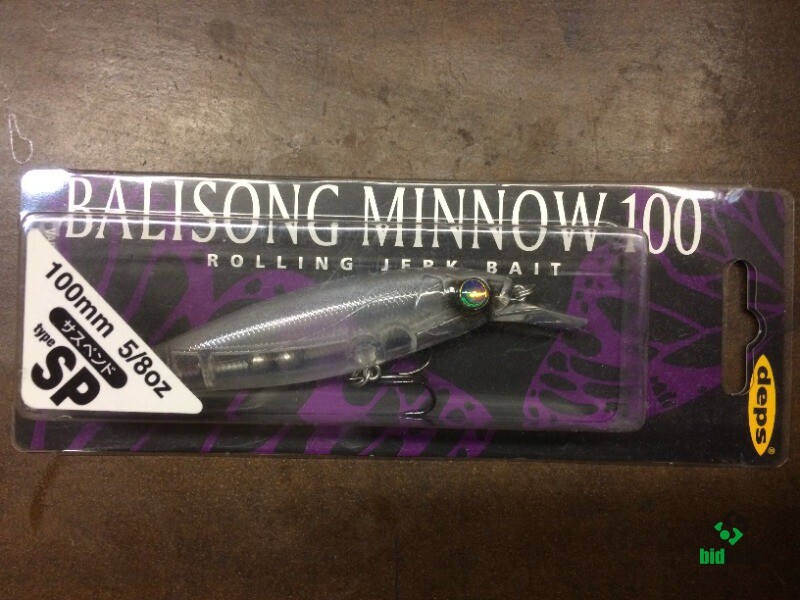 BALISONG MINNOW 100
ROLLING JERK BAIT
100mm 5/8oz
サスペンド
type
SP
deps®
bid